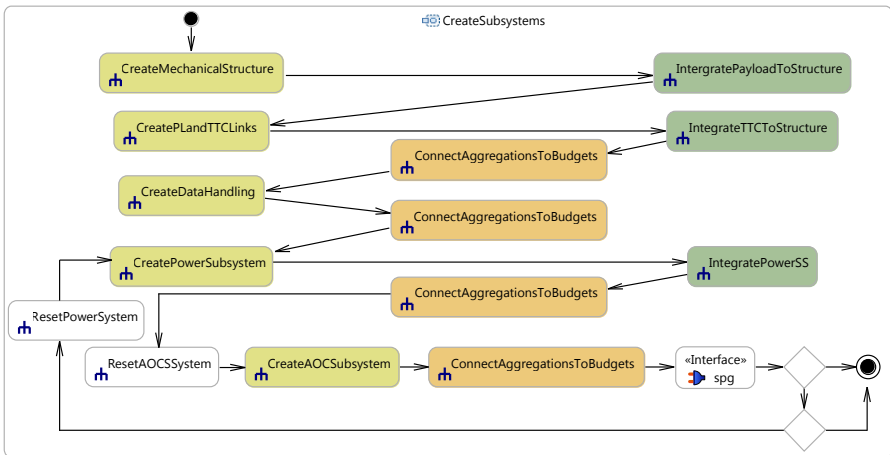 CreateSubsystems
CreateMechanicalStructure
IntergratePayloadToStructure
CreatePLandTTCLinks
IntegrateTTCToStructure
ConnectAggregationsToBudgets
CreateDataHandling
ConnectAggregationsToBudgets
CreatePowerSubsystem
IntegratePowerSS
ConnectAggregationsToBudgets
ResetPowerSystem
ResetAOCSSystem
CreateAOCSubsystem
ConnectAggregationsToBudgets
«Interface»
spg